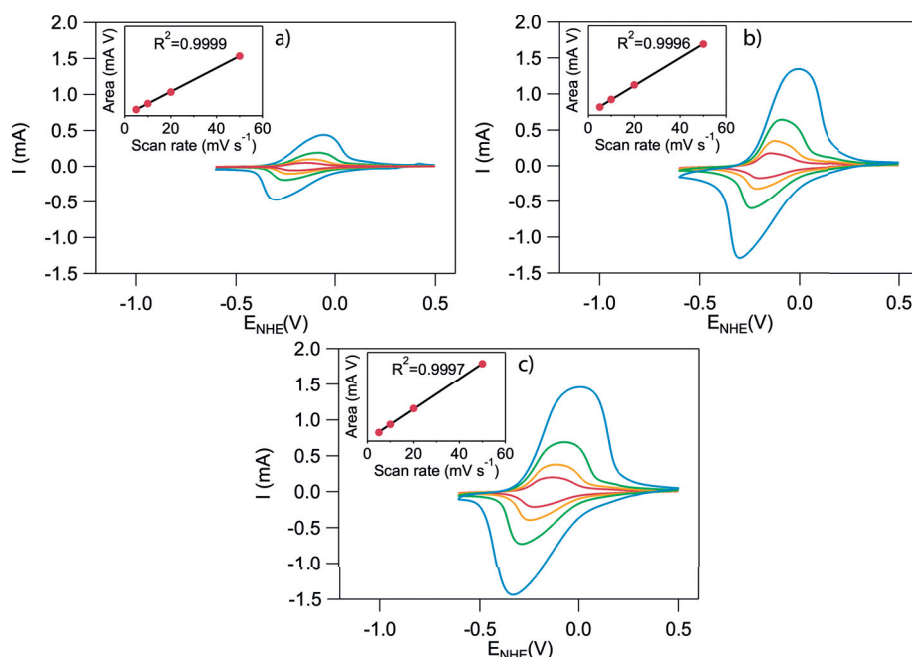 a)
R²=0.9999
Area (mA V)
0 20 40 60
Scan rate (mV s⁻¹)
2.0
1.5
1.0
0.5
0.0
-0.5
-1.0
-1.5
I (mA)
-1.0 -0.5 0.0 0.5
E_NHE(V)
b)
R²=0.9996
Area (mA V)
0 20 40 60
Scan rate (mV s⁻¹)
2.0
1.5
1.0
0.5
0.0
-0.5
-1.0
-1.5
I (mA)
-1.0 -0.5 0.0 0.5
E_NHE(V)
c)
R²=0.9997
Area (mA V)
0 20 40 60
Scan rate (mV s⁻¹)
2.0
1.5
1.0
0.5
0.0
-0.5
-1.0
-1.5
I (mA)
-1.0 -0.5 0.0 0.5
E_NHE(V)